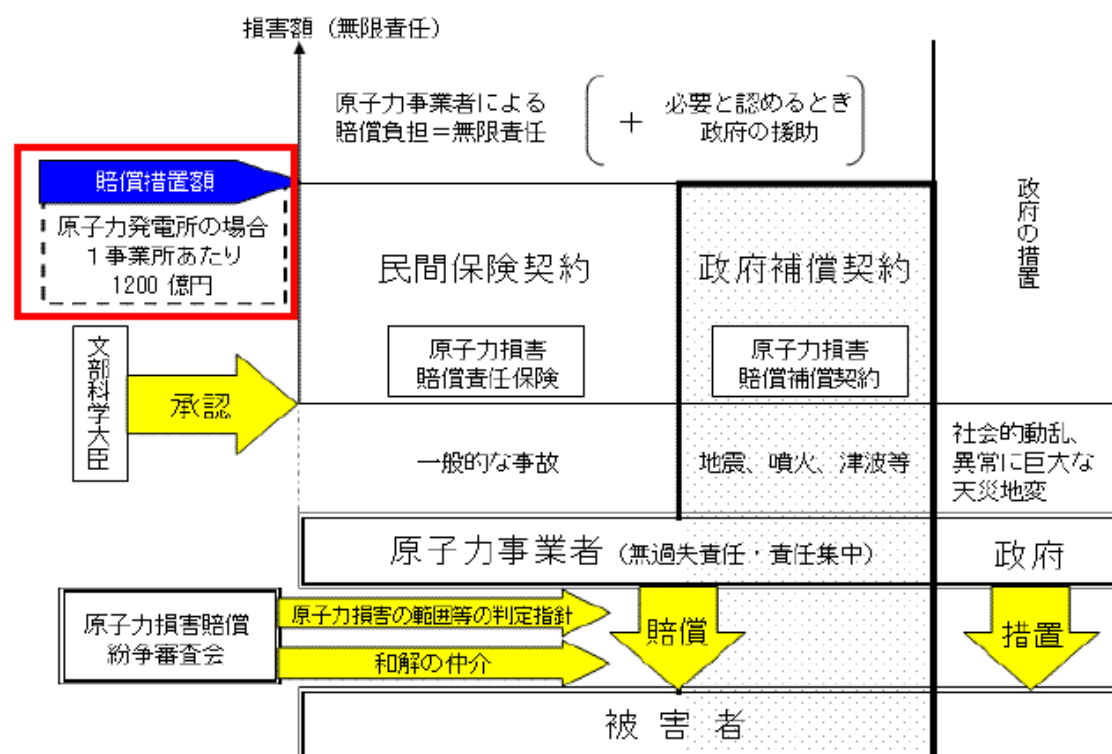 損害額（無限責任）
原子力事業者による
賠償負担＝無限責任
＋
必要と認めるとき
政府の援助
賠償措置額
原子力発電所の場合
１事業所あたり
1200 億円
民間保険契約
政府補償契約
政府の措置
原子力損害
賠償責任保険
原子力損害
賠償補償契約
文部科学大臣
承認
一般的な事故
地震、噴火、津波等
社会的動乱、
異常に巨大な
天災地変
原子力事業者（無過失責任・責任集中）
政府
原子力損害賠償
紛争審査会
原子力損害の範囲等の判定指針
和解の仲介
賠償
措置
被害者